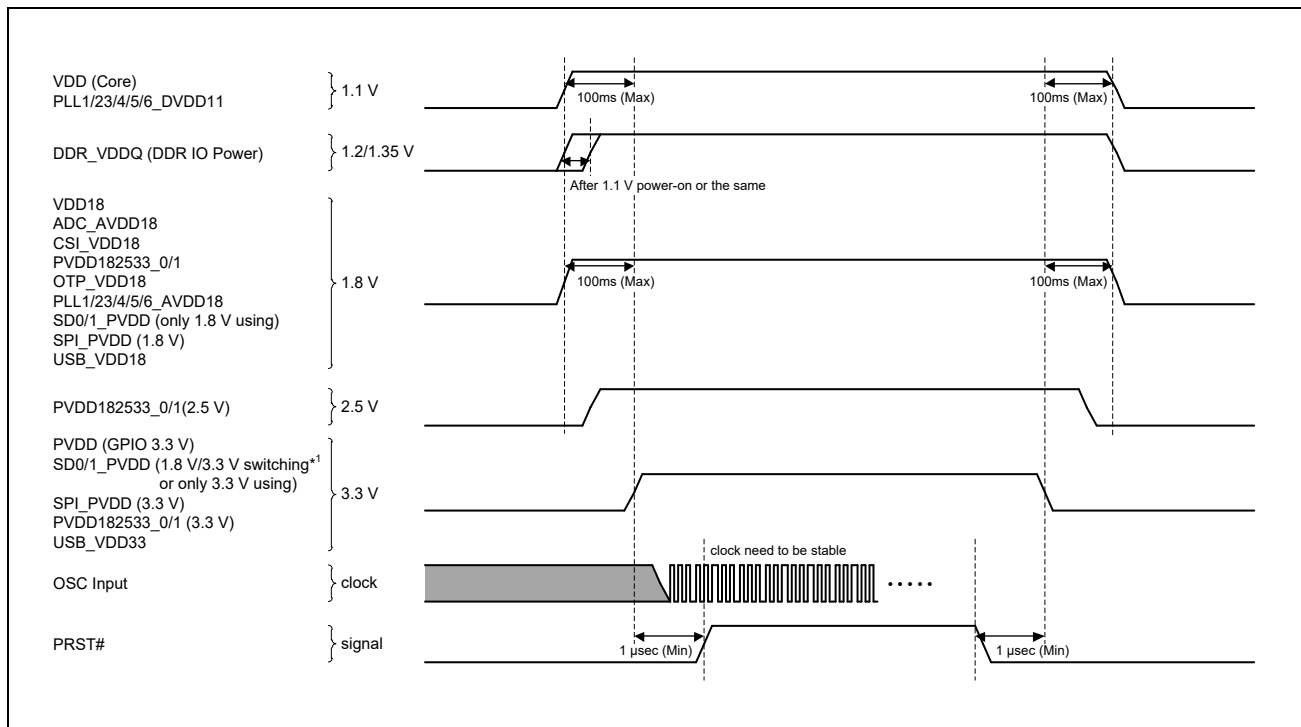 VDD (Core)
PLL1/23/4/5/6_DVDD11
1.1 V
100ms (Max)
100ms (Max)
DDR_VDDQ (DDR IO Power)
1.2/1.35 V
After 1.1 V power-on or the same
VDD18
ADC_AVDD18
CSI_VDD18
PVDD182533_0/1
OTP_VDD18
PLL1/23/4/5/6_AVDD18
SD0/1_PVDD (only 1.8 V using)
SPI_PVDD (1.8 V)
USB_VDD18
1.8 V
100ms (Max)
100ms (Max)
PVDD182533_0/1(2.5 V)
2.5 V
PVDD (GPIO 3.3 V)
SD0/1_PVDD (1.8 V/3.3 V switching*1
or only 3.3 V using)
SPI_PVDD (3.3 V)
PVDD182533_0/1 (3.3 V)
USB_VDD33
3.3 V
clock need to be stable
OSC Input
clock
PRST#
signal
1 μsec (Min)
1 μsec (Min)